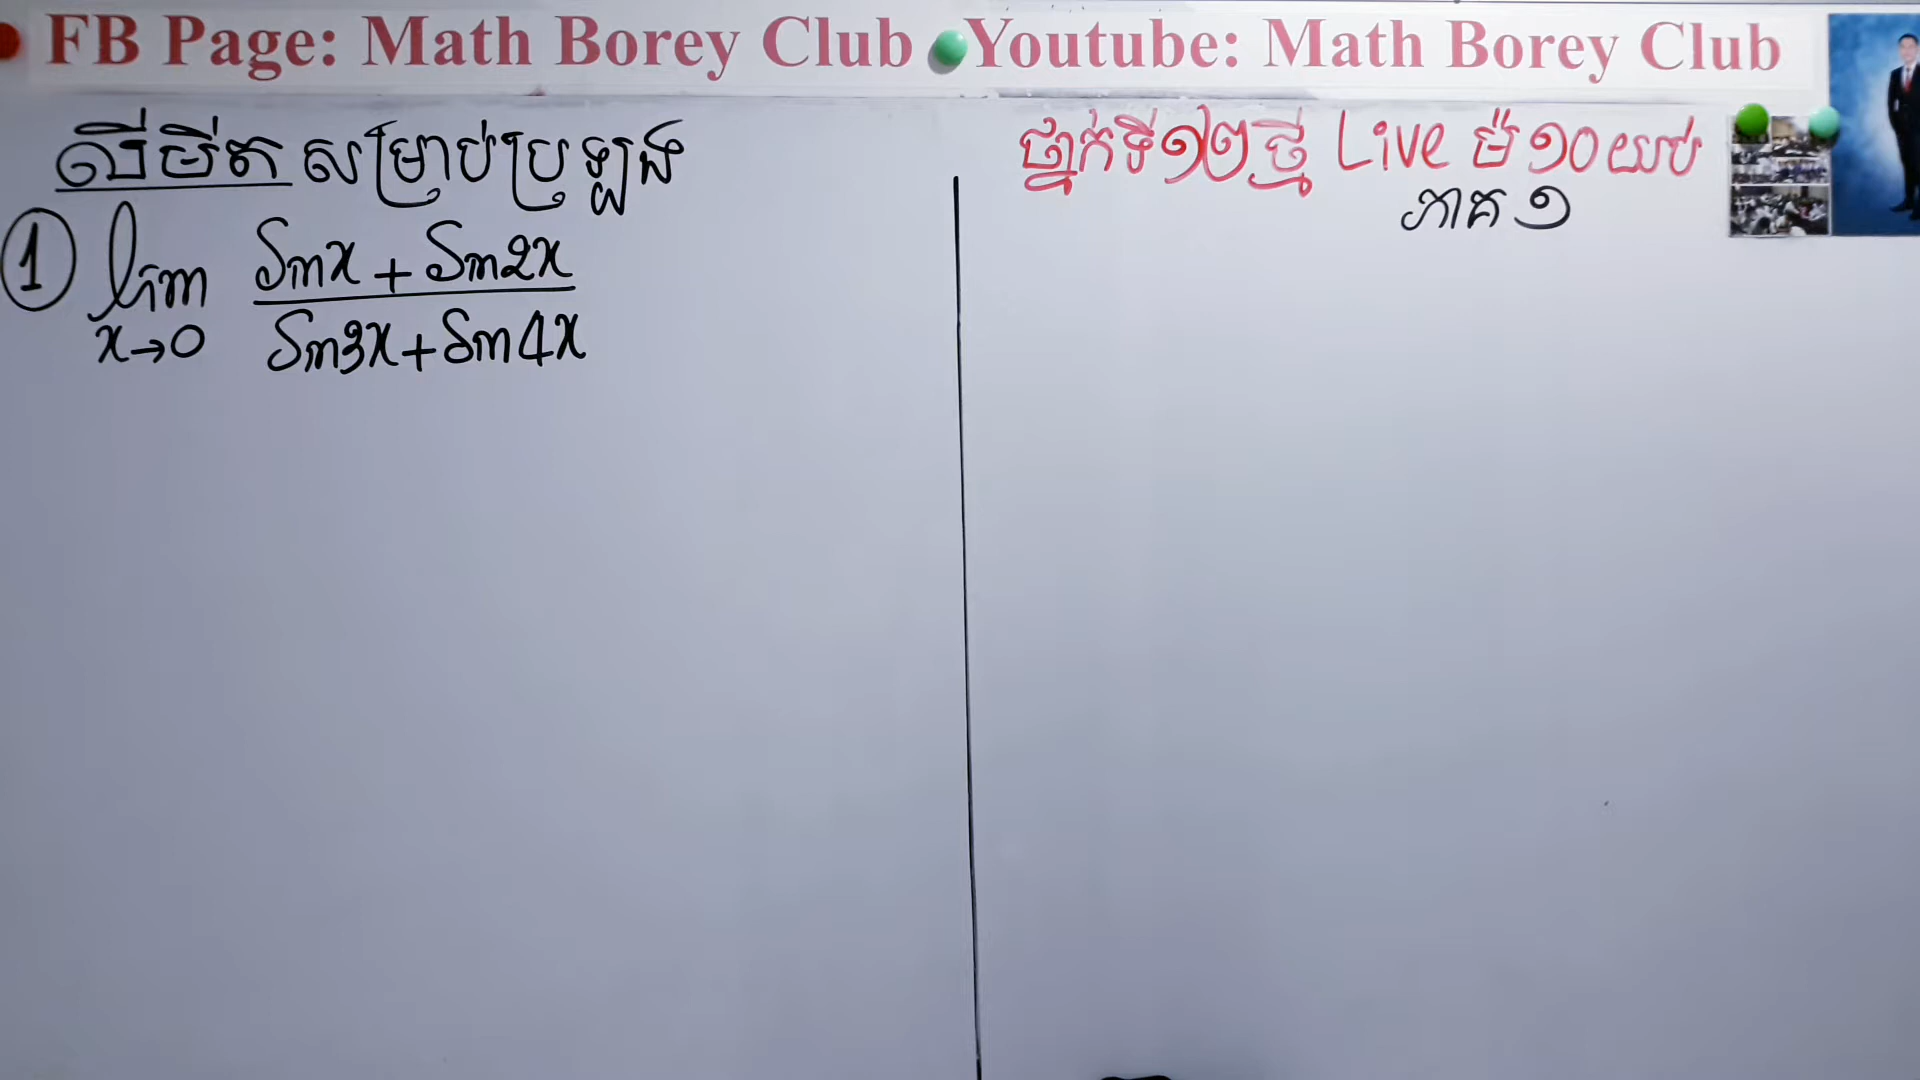 FB Page: Math Borey Club Youtube: Math Borey Club
លីមីត សម្រាប់ប្រឡង
ថ្នាក់ទី១២ថ្មី Live ម៉ ១០យប់
ភាគ ១
1 lim x→0 (sinx + sin2x)/(sin3x + sin4x)